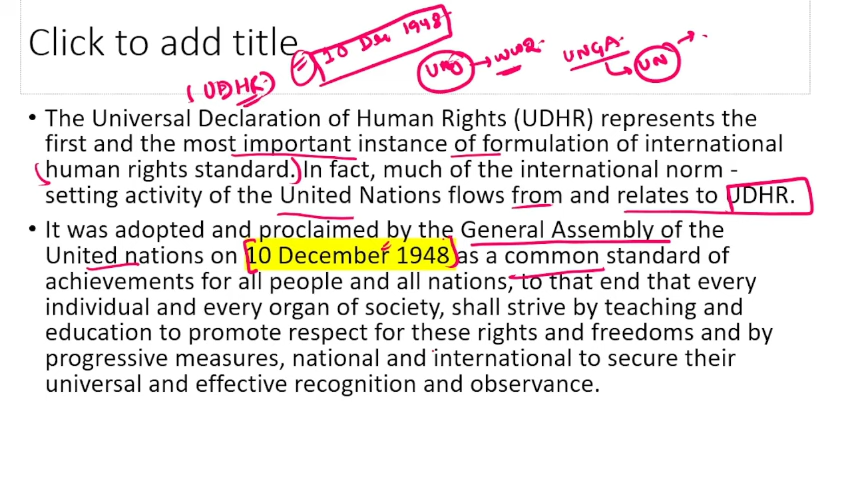 Click to add title
(UDHR)
10 Dec 1948
UNO → WW2
UNGA
UN
• The Universal Declaration of Human Rights (UDHR) represents the
first and the most important instance of formulation of international
human rights standard. In fact, much of the international norm -
setting activity of the United Nations flows from and relates to UDHR.
• It was adopted and proclaimed by the General Assembly of the
United nations on 10 December 1948 as a common standard of
achievements for all people and all nations, to that end that every
individual and every organ of society, shall strive by teaching and
education to promote respect for these rights and freedoms and by
progressive measures, national and international to secure their
universal and effective recognition and observance.